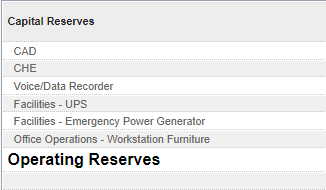 Capital Reserves
CAD
CHE
Voice/Data Recorder
Facilities - UPS
Facilities - Emergency Power Generator
Office Operations - Workstation Furniture
Operating Reserves